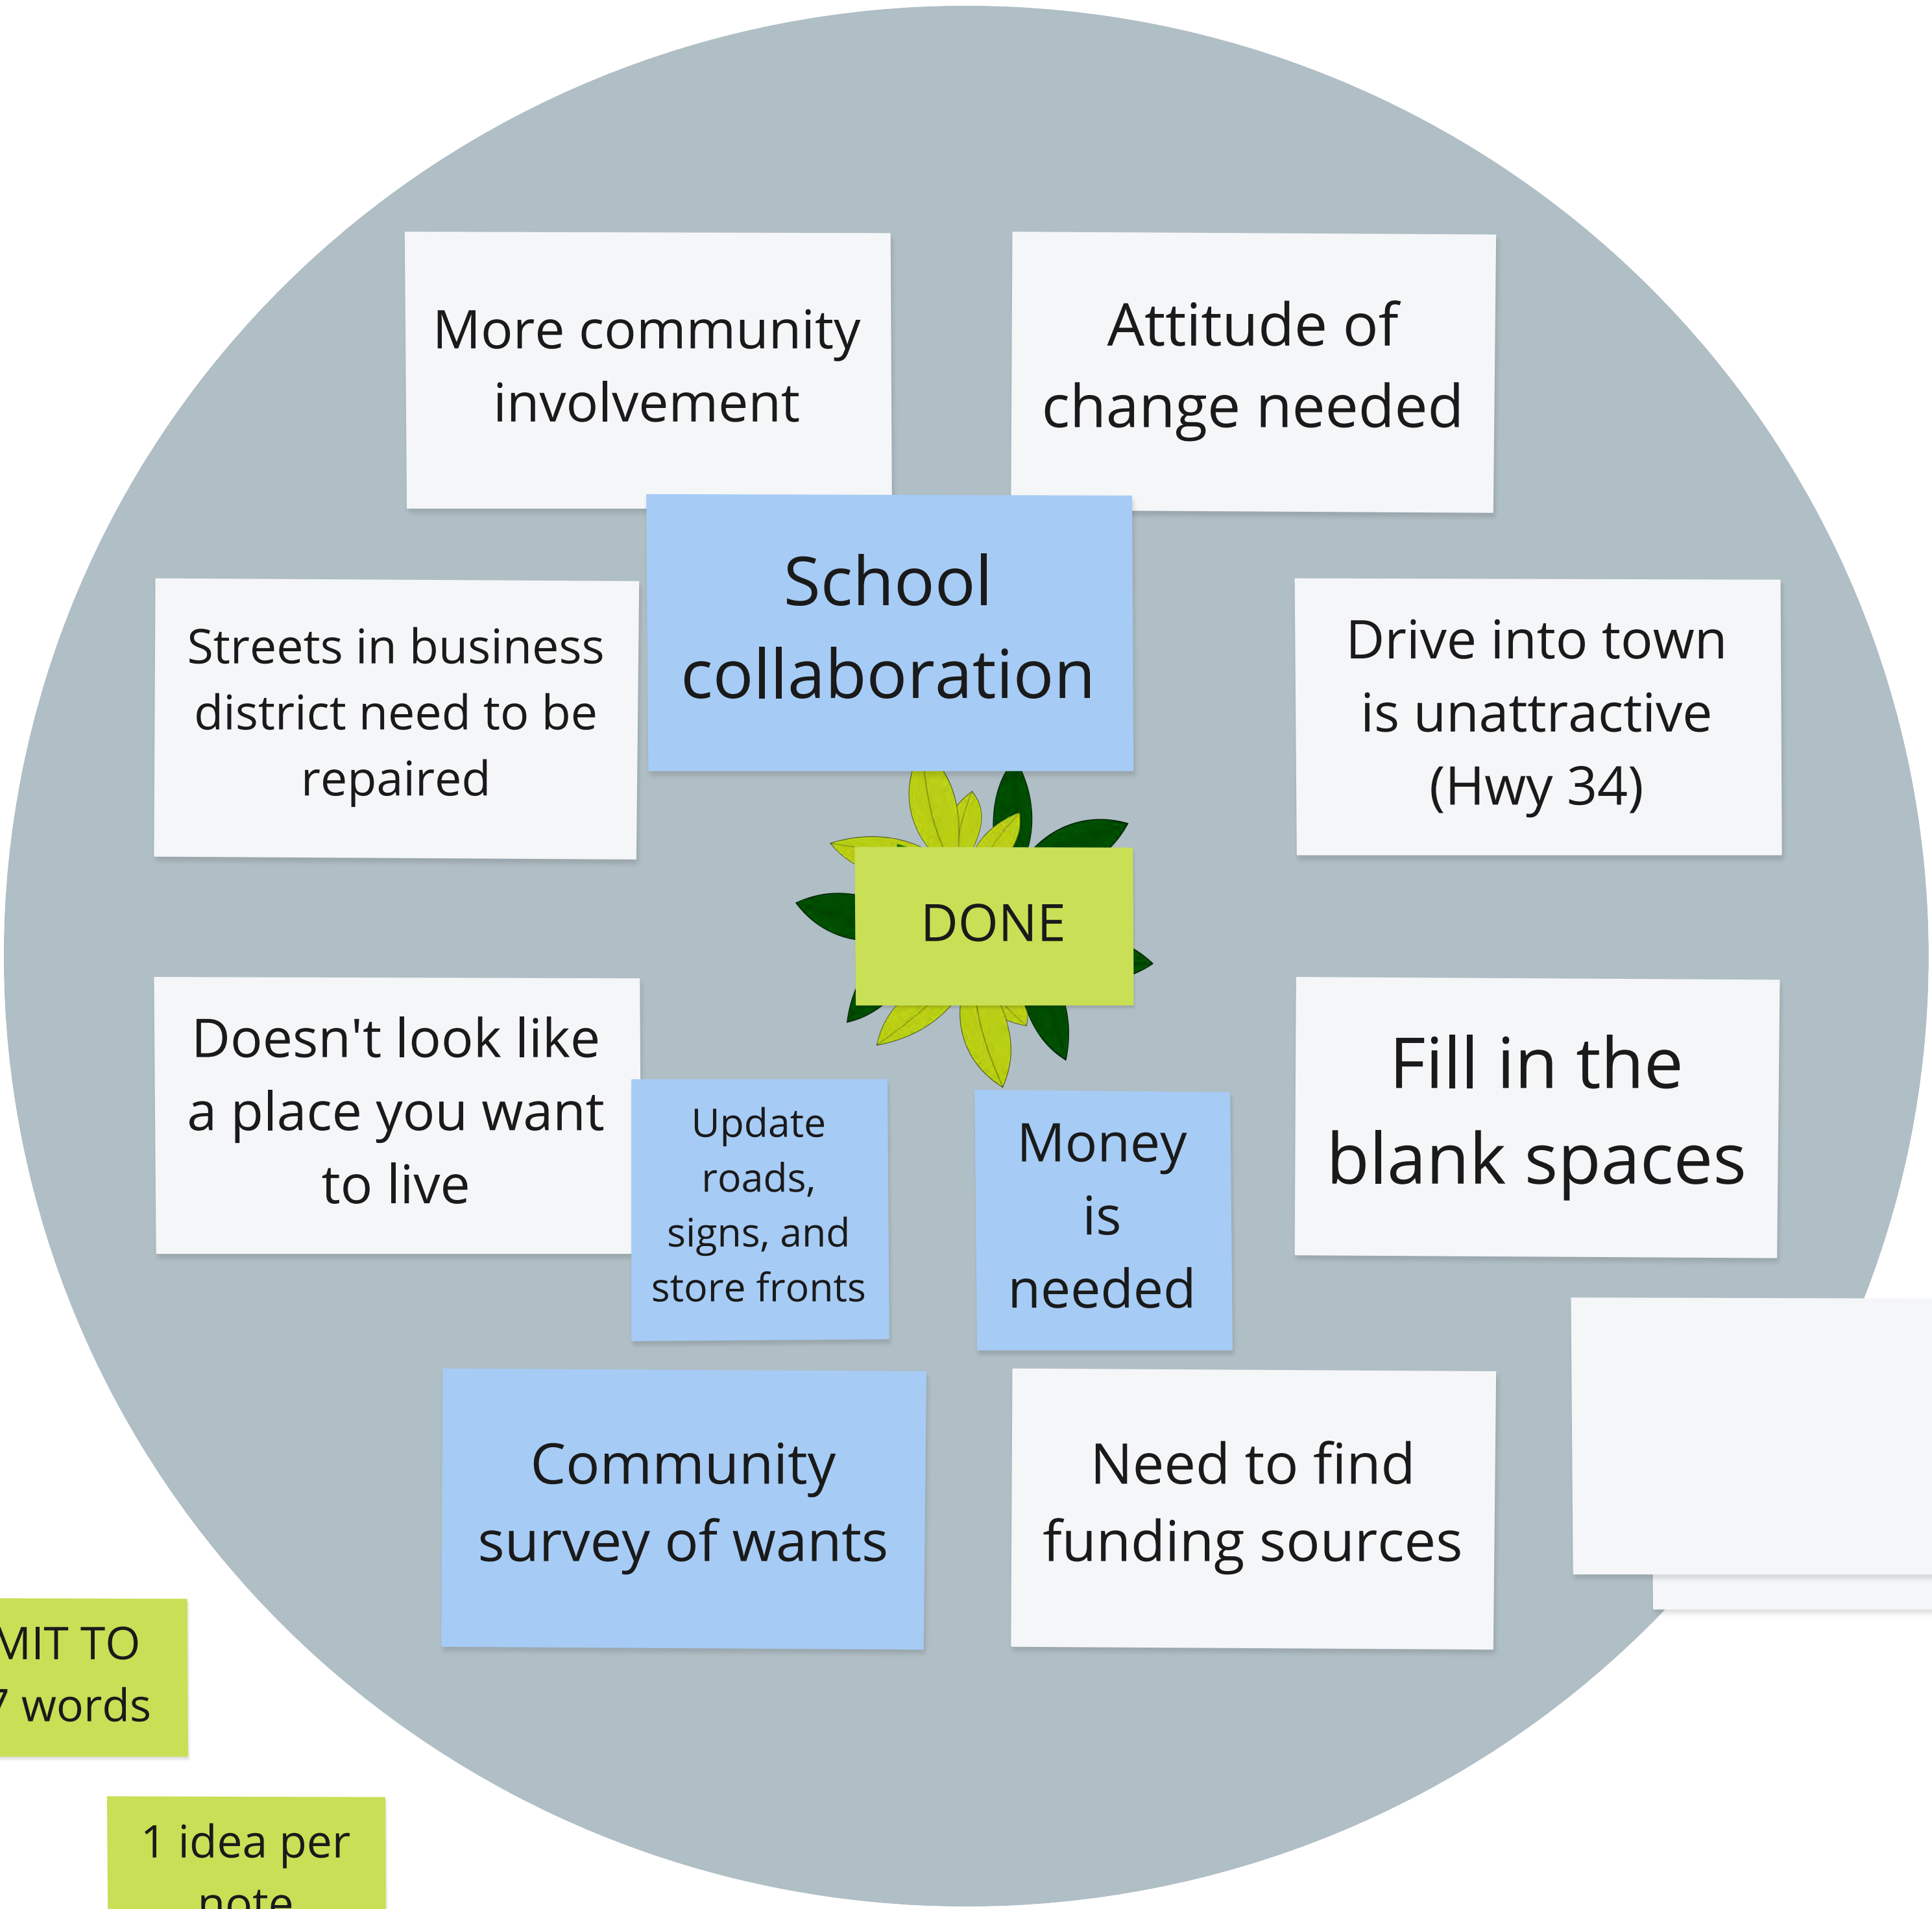 More community
involvement
Attitude of
change needed
School
collaboration
Streets in business
district need to be
repaired
Drive into town
is unattractive
(Hwy 34)
DONE
Doesn't look like
a place you want
to live
Update
roads,
signs, and
store fronts
Money
is
needed
Fill in the
blank spaces
Community
survey of wants
Need to find
funding sources
MIT TO
7 words
1 idea per
note